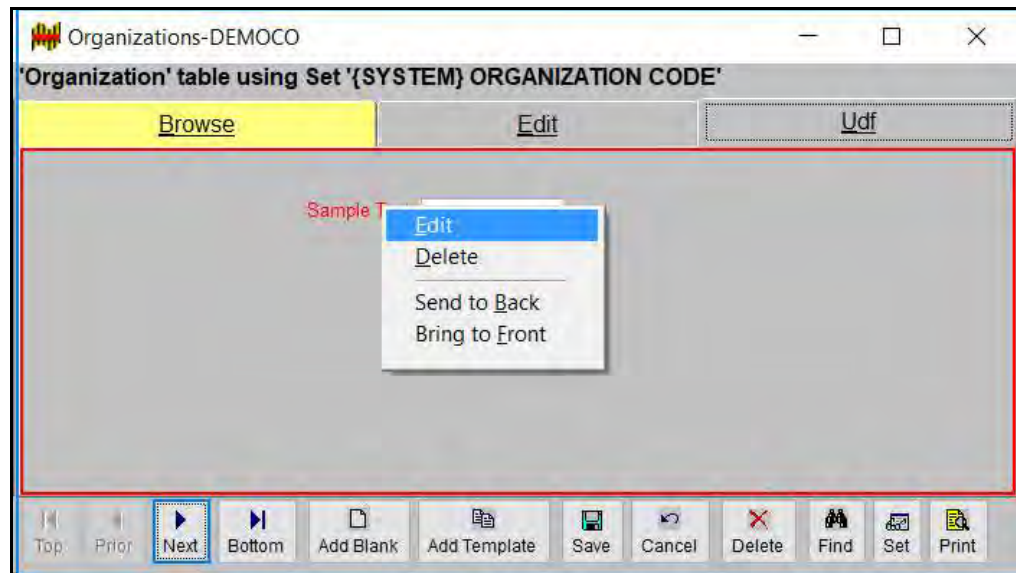 Organizations-DEMOCO
'Organization' table using Set '{SYSTEM} ORGANIZATION CODE'
Browse Edit Udf
Sample
Edit
Delete
Send to Back
Bring to Front
Top Prior Next Bottom Add Blank Add Template Save Cancel Delete Find Set Print